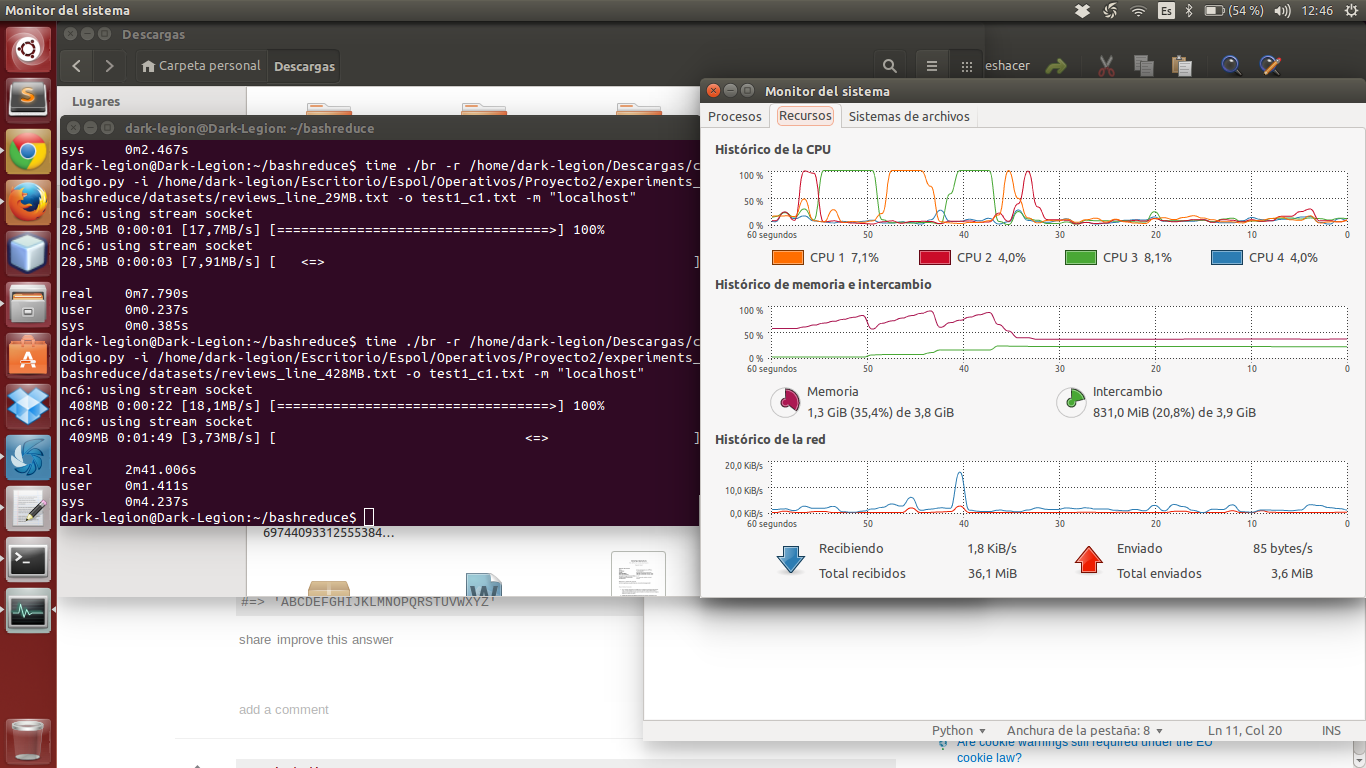 Monitor del sistema
Es
(54 %)
12:46
Descargas
Carpeta personal
Descargas
eshacer
Lugares
dark-legion@Dark-Legion: ~/bashreduce
sys     0m2.467s
dark-legion@Dark-Legion:~/bashreduce$ time ./br -r /home/dark-legion/Descargas/c
odigo.py -i /home/dark-legion/Escritorio/Espol/Operativos/Proyecto2/experiments_
bashreduce/datasets/reviews_line_29MB.txt -o test1_c1.txt -m "localhost"
nc6: using stream socket
28,5MB 0:00:01 [17,7MB/s] [==================================>] 100%
nc6: using stream socket
28,5MB 0:00:03 [7,91MB/s] [   <=>                                              ]
real    0m7.790s
user    0m0.237s
sys     0m0.385s
dark-legion@Dark-Legion:~/bashreduce$ time ./br -r /home/dark-legion/Descargas/c
odigo.py -i /home/dark-legion/Escritorio/Espol/Operativos/Proyecto2/experiments_
bashreduce/datasets/reviews_line_428MB.txt -o test1_c1.txt -m "localhost"
nc6: using stream socket
 408MB 0:00:22 [18,1MB/s] [==================================>] 100%
nc6: using stream socket
 409MB 0:01:49 [3,73MB/s] [                               <=>                  ]
real    2m41.006s
user    0m1.411s
sys     0m4.237s
dark-legion@Dark-Legion:~/bashreduce$
69744093312555384...
W
#=> 'ABCDEFGHIJKLMNOPQRSTUVWXYZ'
share improve this answer
add a comment
Monitor del sistema
Procesos Recursos Sistemas de archivos
Histórico de la CPU
100 %
50 %
0 %
60 segundos 50 40 30 20 10 0
CPU 1 7,1% CPU 2 4,0% CPU 3 8,1% CPU 4 4,0%
Histórico de memoria e intercambio
100 %
50 %
0 %
60 segundos 50 40 30 20 10 0
Memoria
1,3 GiB (35,4%) de 3,8 GiB
Intercambio
831,0 MiB (20,8%) de 3,9 GiB
Histórico de la red
20,0 KiB/s
10,0 KiB/s
0,0 KiB/s
60 segundos 50 40 30 20 10 0
Recibiendo 1,8 KiB/s
Total recibidos 36,1 MiB
Enviado 85 bytes/s
Total enviados 3,6 MiB
Python Anchura de la pestaña: 8 Ln 11, Col 20 INS
Are cookie warnings still required under the EU
cookie law?